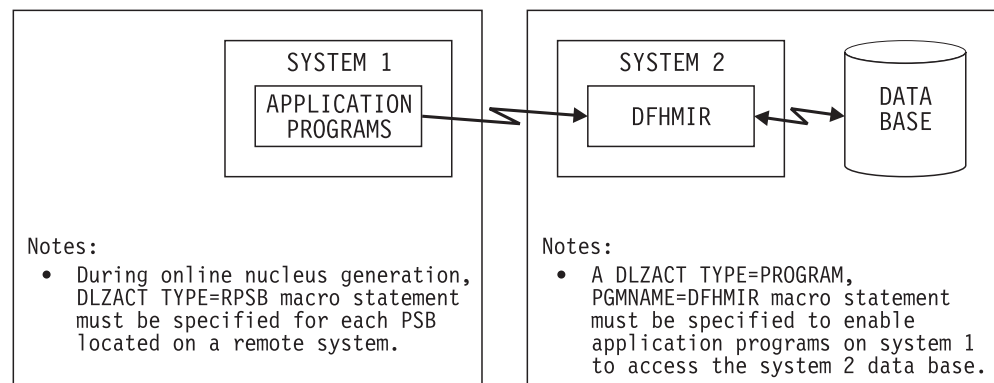 SYSTEM 1
APPLICATION
PROGRAMS
SYSTEM 2
DFHMIR
DATA
BASE
Notes:
• During online nucleus generation,
DLZACT TYPE=RPSB macro statement
must be specified for each PSB
located on a remote system.
Notes:
• A DLZACT TYPE=PROGRAM,
PGMNAME=DFHMIR macro statement
must be specified to enable
application programs on system 1
to access the system 2 data base.